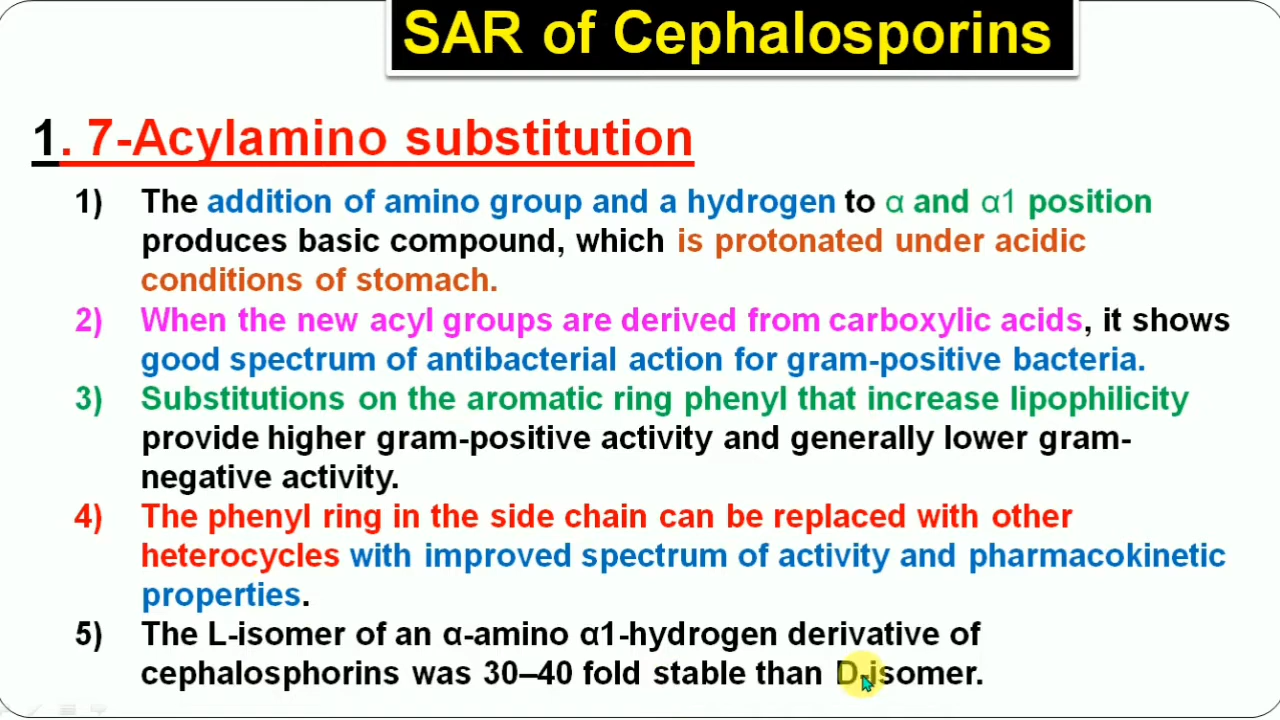 SAR of Cephalosporins
1. 7-Acylamino substitution
1) The addition of amino group and a hydrogen to α and α1 position
produces basic compound, which is protonated under acidic
conditions of stomach.
2) When the new acyl groups are derived from carboxylic acids, it shows
good spectrum of antibacterial action for gram-positive bacteria.
3) Substitutions on the aromatic ring phenyl that increase lipophilicity
provide higher gram-positive activity and generally lower gram-
negative activity.
4) The phenyl ring in the side chain can be replaced with other
heterocycles with improved spectrum of activity and pharmacokinetic
properties.
5) The L-isomer of an α-amino α1-hydrogen derivative of
cephalosphorins was 30–40 fold stable than D-isomer.